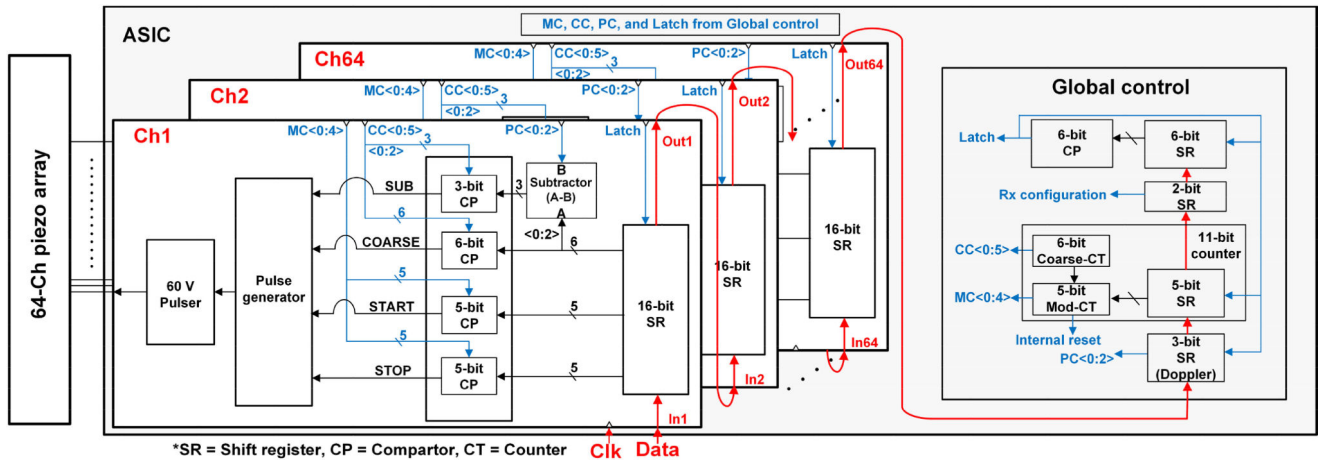 ASIC
MC, CC, PC, and Latch from Global control
64-Ch piezo array
Ch64
MC<0:4>
CC<0:5>
3
<0:2>
PC<0:2>
Latch
Out64
16-bit
SR
In64
Ch2
MC<0:4>
CC<0:5>
3
<0:2>
PC<0:2>
Latch
Out2
16-bit
SR
In2
Ch1
MC<0:4>
CC<0:5>
3
<0:2>
PC<0:2>
Latch
Out1
60 V
Pulser
Pulse
generator
SUB
3-bit
CP
3
B
Subtractor
(A-B)
A
<0:2>
COARSE
6
6-bit
CP
6
START
5
5-bit
CP
5
STOP
5
5-bit
CP
5
16-bit
SR
In1
Clk
Data
Global control
Latch
6-bit
CP
6-bit
SR
Rx configuration
2-bit
SR
CC<0:5>
6-bit
Coarse-CT
11-bit
counter
MC<0:4>
5-bit
Mod-CT
5-bit
SR
Internal reset
PC<0:2>
3-bit
SR
(Doppler)
*SR = Shift register, CP = Compartor, CT = Counter